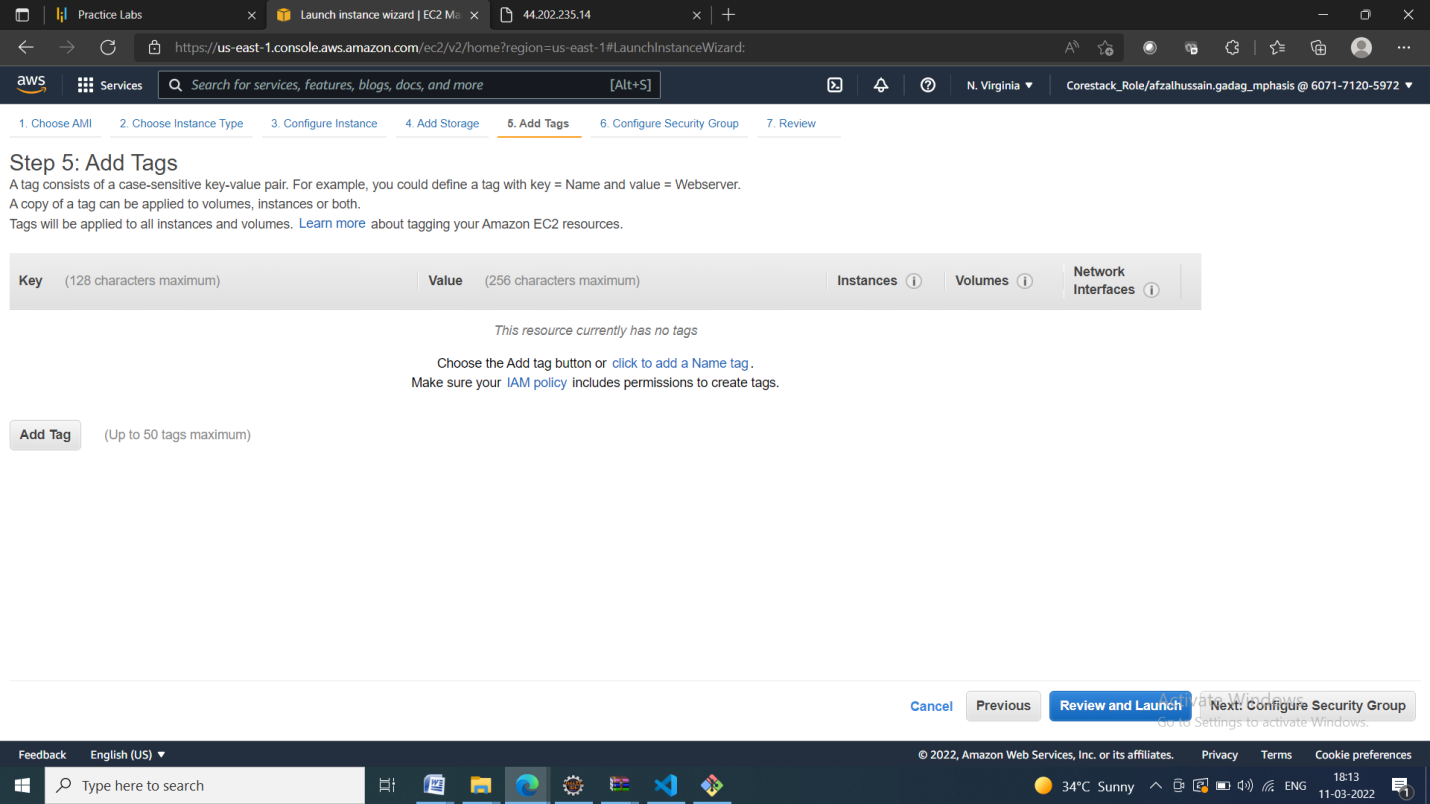 Practice Labs
Launch instance wizard | EC2 Ma
44.202.235.14
https://us-east-1.console.aws.amazon.com/ec2/v2/home?region=us-east-1#LaunchInstanceWizard:
aws
Services
Search for services, features, blogs, docs, and more
[Alt+S]
N. Virginia
Corestack_Role/afzalhussain.gadag_mphasis @ 6071-7120-5972
1. Choose AMI
2. Choose Instance Type
3. Configure Instance
4. Add Storage
5. Add Tags
6. Configure Security Group
7. Review
Step 5: Add Tags
A tag consists of a case-sensitive key-value pair. For example, you could define a tag with key = Name and value = Webserver.
A copy of a tag can be applied to volumes, instances or both.
Tags will be applied to all instances and volumes. Learn more about tagging your Amazon EC2 resources.
Key (128 characters maximum)
Value (256 characters maximum)
Instances
Volumes
Network
Interfaces
This resource currently has no tags
Choose the Add tag button or click to add a Name tag.
Make sure your IAM policy includes permissions to create tags.
Add Tag
(Up to 50 tags maximum)
Cancel
Previous
Review and Launch
Next: Configure Security Group
Activate Windows
Go to Settings to activate Windows.
Feedback
English (US)
© 2022, Amazon Web Services, Inc. or its affiliates.
Privacy
Terms
Cookie preferences
Type here to search
34°C Sunny
ENG
18:13
11-03-2022
1